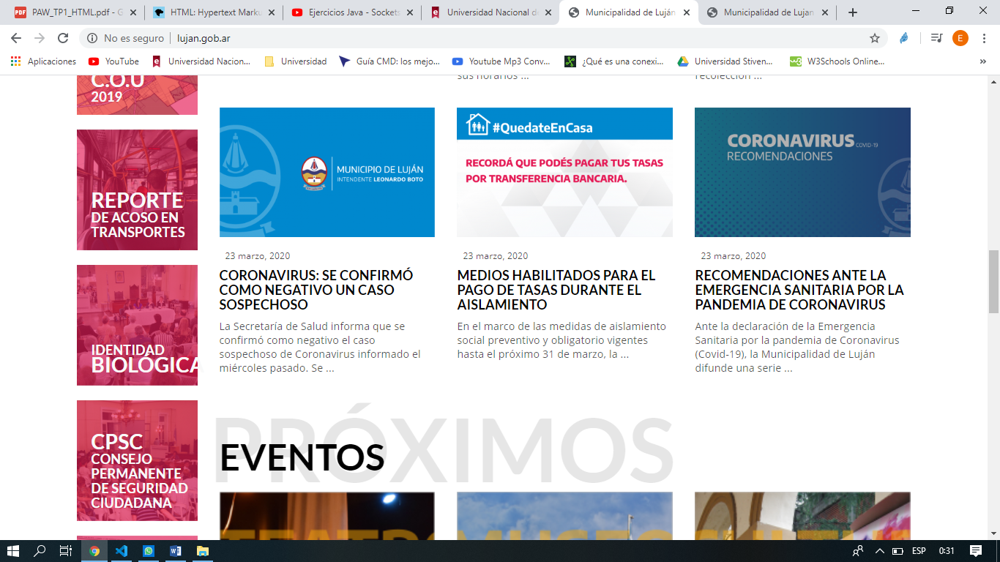 PAW_TP1_HTML.pdf - G
HTML: Hypertext Marku
Ejercicios Java - Sockets
Universidad Nacional d
Municipalidad de Luján
Municipalidad de Lujan
No es seguro
lujan.gob.ar
E
Aplicaciones
YouTube
Universidad Nacion...
Universidad
Guía CMD: los mejo...
Youtube Mp3 Conv...
¿Qué es una conexi...
Universidad Stiven...
W3Schools Online...
»
C.O.U
2019
REPORTE
DE ACOSO EN
TRANSPORTES
IDENTIDAD
BIOLÓGICA
CPSC
CONSEJO
PERMANENTE
DE SEGURIDAD
CIUDADANA
sus horarios ...
recolección ...
MUNICIPIO DE LUJÁN
INTENDENTE LEONARDO BOTO
23 marzo, 2020
CORONAVIRUS: SE CONFIRMÓ
COMO NEGATIVO UN CASO
SOSPECHOSO
La Secretaría de Salud informa que se
confirmó como negativo el caso
sospechoso de Coronavirus informado el
miércoles pasado. Se ...
#QuedateEnCasa
RECORDÁ QUE PODÉS PAGAR TUS TASAS
POR TRANSFERENCIA BANCARIA.
23 marzo, 2020
MEDIOS HABILITADOS PARA EL
PAGO DE TASAS DURANTE EL
AISLAMIENTO
En el marco de las medidas de aislamiento
social preventivo y obligatorio vigentes
hasta el próximo 31 de marzo, la ...
CORONAVIRUS COVID-19
RECOMENDACIONES
23 marzo, 2020
RECOMENDACIONES ANTE LA
EMERGENCIA SANITARIA POR LA
PANDEMIA DE CORONAVIRUS
Ante la declaración de la Emergencia
Sanitaria por la pandemia de Coronavirus
(Covid-19), la Municipalidad de Luján
difunde una serie ...
PRÓXIMOS
EVENTOS
TEATRO
MUSEOS
ESP
0:31